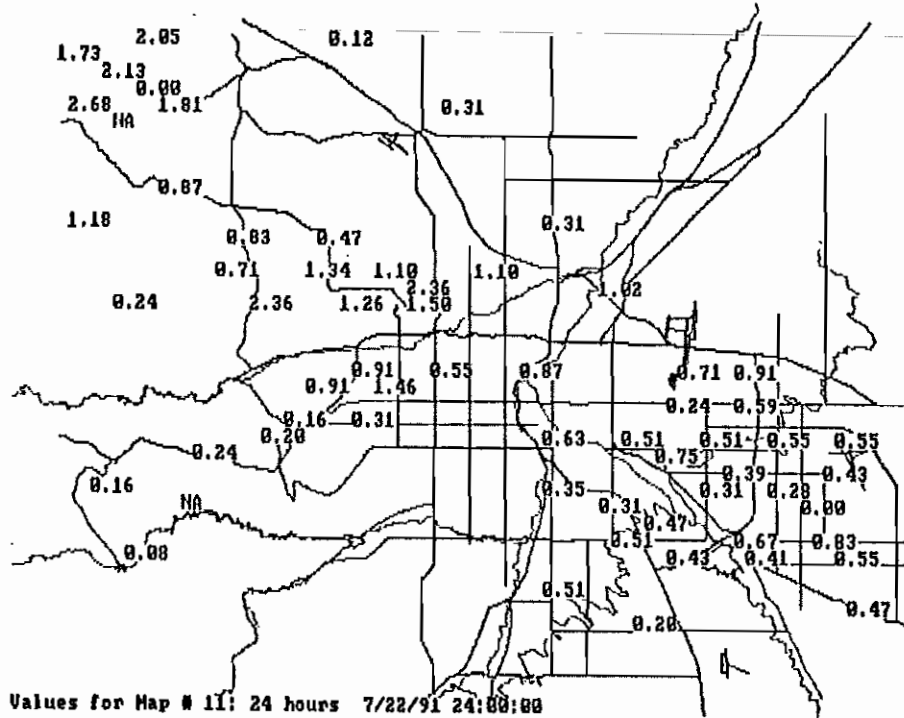 2.05 0.12
1.73
2.13
0.00
2.68 1.81 0.31
NA
0.87
1.18 0.31
0.83 0.47
0.71 1.34 1.10 1.10
2.36 1.02
0.24 2.36 1.26 1.50
0.91 0.55 0.87 0.71 0.91
0.91 1.46
0.24 0.59
0.16 0.31
0.20 0.63 0.51 0.51 0.55 0.55
0.24 0.75
0.39 0.43
0.16 0.35 0.31 0.28
NA 0.31 0.00
0.47
0.08 0.51 0.67 0.83
0.43 0.41 0.55
0.51
0.47
0.20
Values for Map # 11: 24 hours 7/22/91 24:00:00